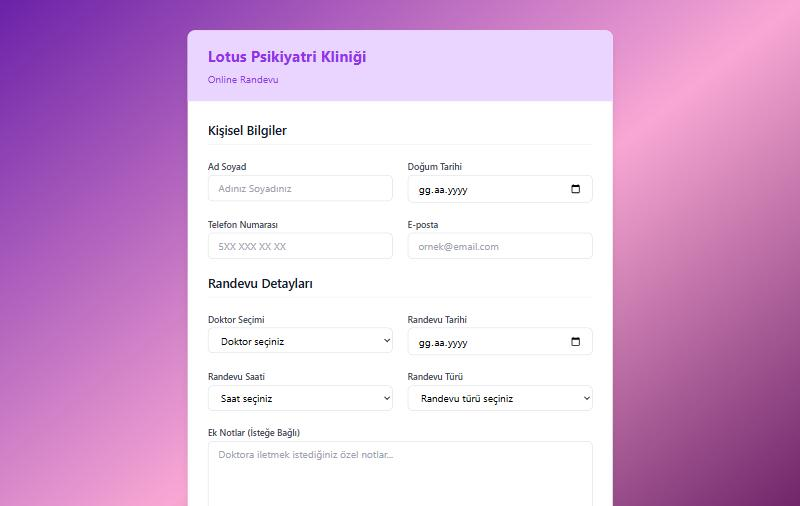 Lotus Psikiyatri Kliniği
Online Randevu
Kişisel Bilgiler
Ad Soyad
Doğum Tarihi
Adınız Soyadınız
gg.aa.yyyy
Telefon Numarası
E-posta
5XX XXX XX XX
ornek@email.com
Randevu Detayları
Doktor Seçimi
Randevu Tarihi
Doktor seçiniz
gg.aa.yyyy
Randevu Saati
Randevu Türü
Saat seçiniz
Randevu türü seçiniz
Ek Notlar (İsteğe Bağlı)
Doktora iletmek istediğiniz özel notlar...